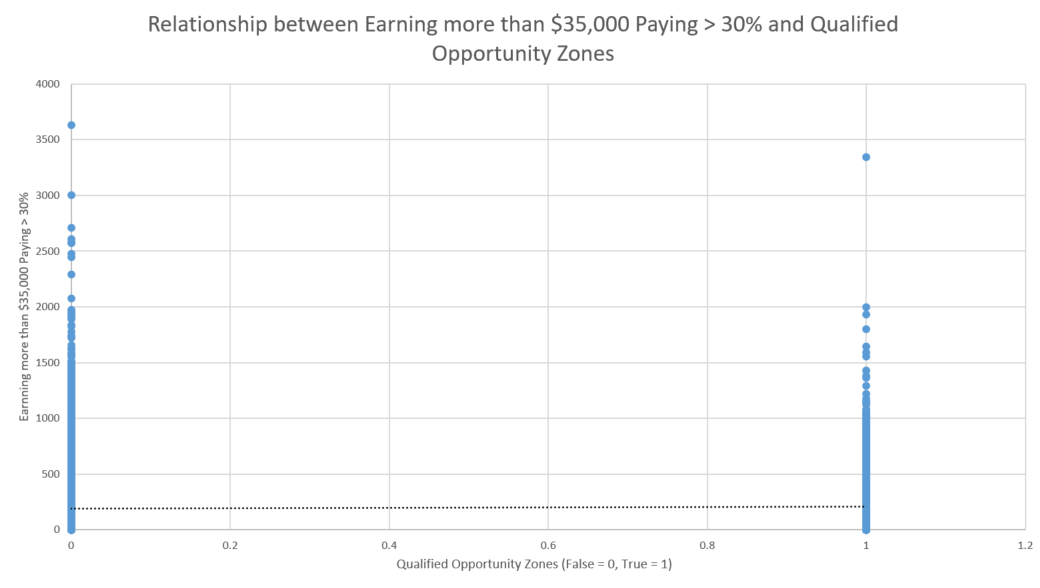 Relationship between Earning more than $35,000 Paying > 30% and Qualified
Opportunity Zones
Earnning more than $35,000 Paying > 30%
4000
3500
3000
2500
2000
1500
1000
500
0
0 0.2 0.4 0.6 0.8 1 1.2
Qualified Opportunity Zones (False = 0, True = 1)